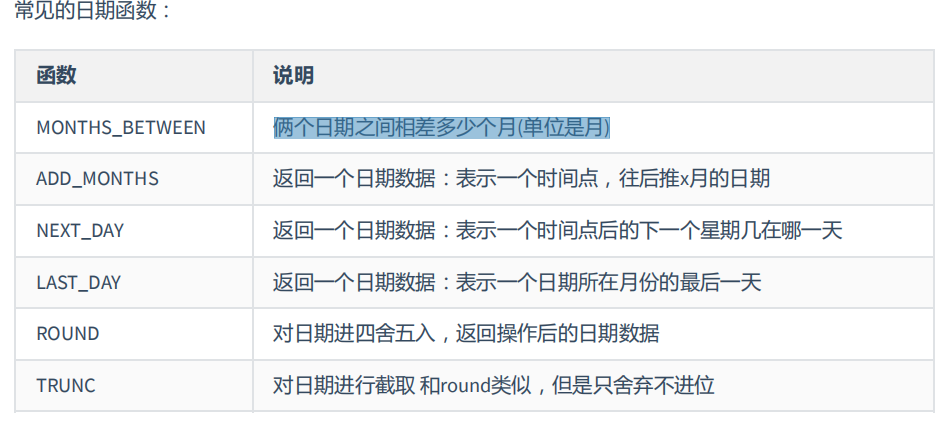 常见的日期函数：
函数 说明
MONTHS_BETWEEN 俩个日期之间相差多少个月(单位是月)
ADD_MONTHS 返回一个日期数据：表示一个时间点，往后推x月的日期
NEXT_DAY 返回一个日期数据：表示一个时间点后的下一个星期几在哪一天
LAST_DAY 返回一个日期数据：表示一个日期所在月份的最后一天
ROUND 对日期进四舍五入，返回操作后的日期数据
TRUNC 对日期进行截取 和round类似，但是只舍弃不进位